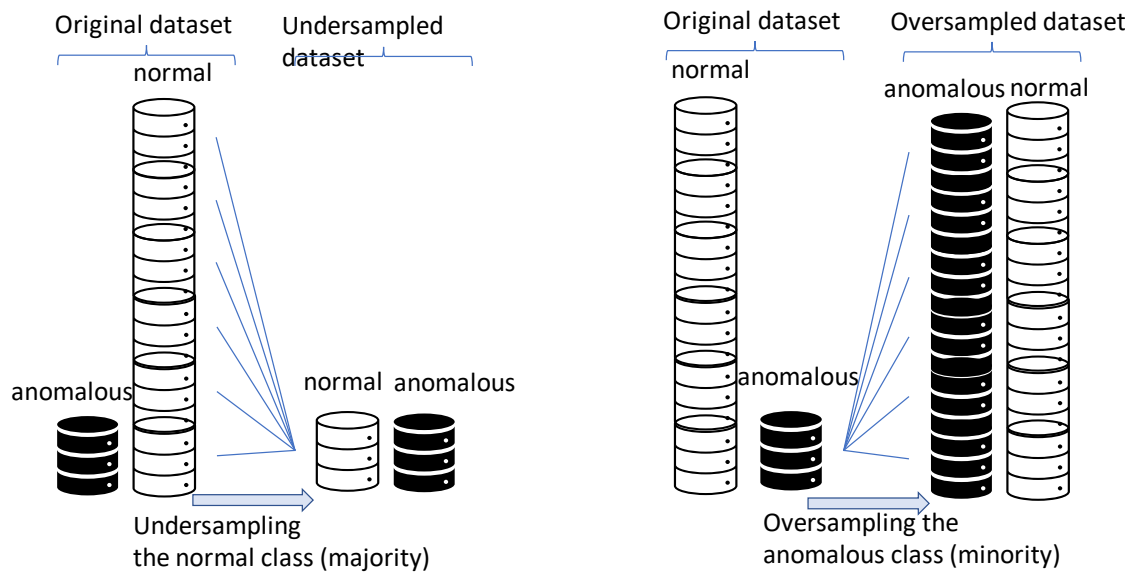 Original dataset
Undersampled
dataset
normal
anomalous
normal
anomalous
Undersampling
the normal class (majority)
Original dataset
Oversampled dataset
normal
anomalous
normal
anomalous
Oversampling the
anomalous class (minority)